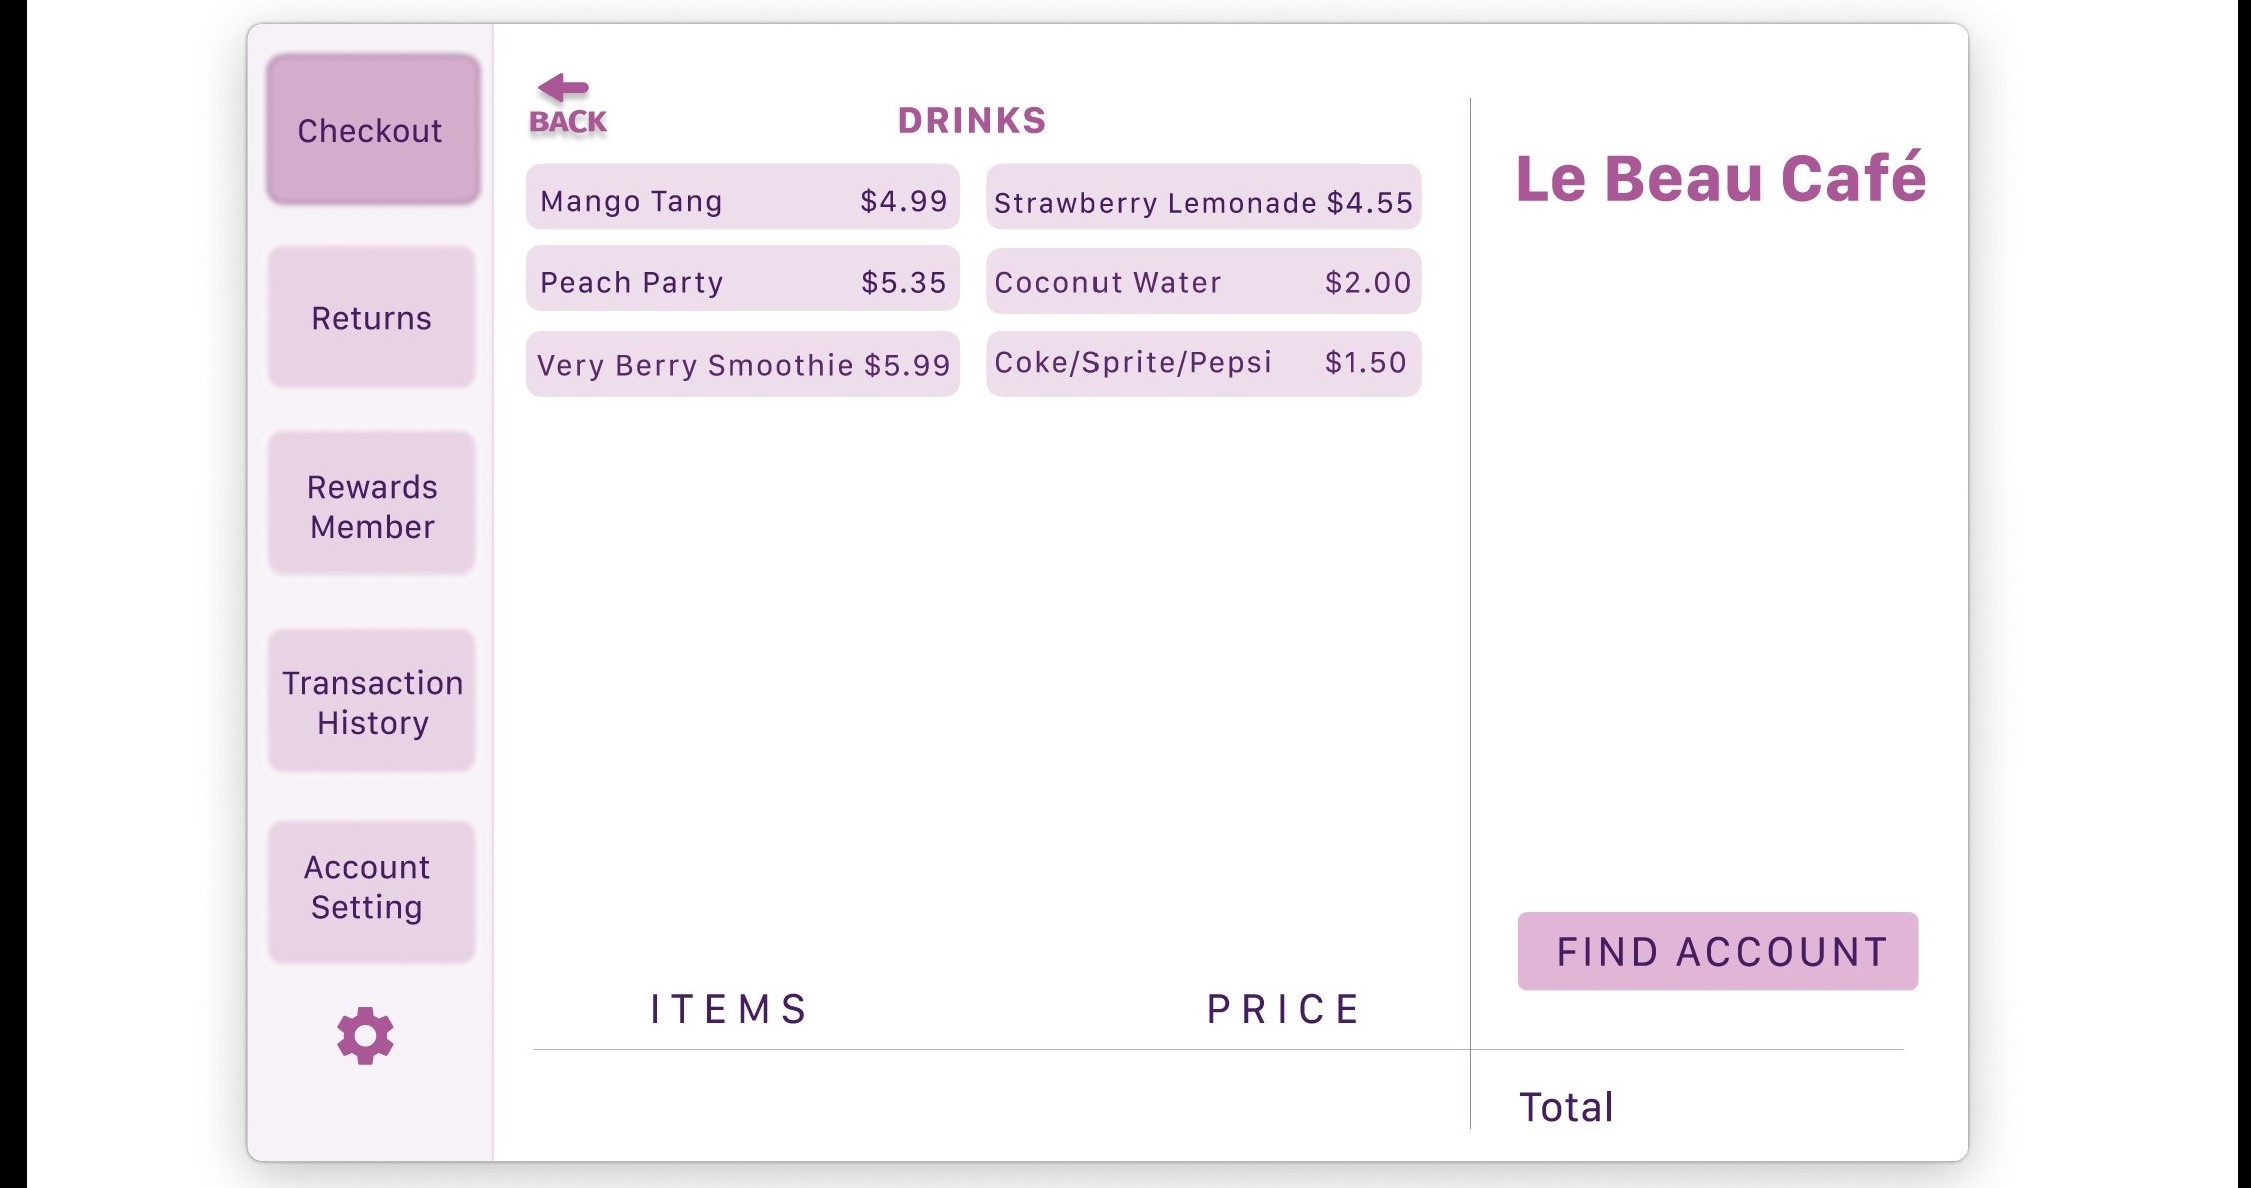 Checkout
Returns
Rewards
Member
Transaction
History
Account
Setting
BACK
DRINKS
Mango Tang $4.99
Strawberry Lemonade $4.55
Peach Party $5.35
Coconut Water $2.00
Very Berry Smoothie $5.99
Coke/Sprite/Pepsi $1.50
ITEMS PRICE
Le Beau Café
FIND ACCOUNT
Total